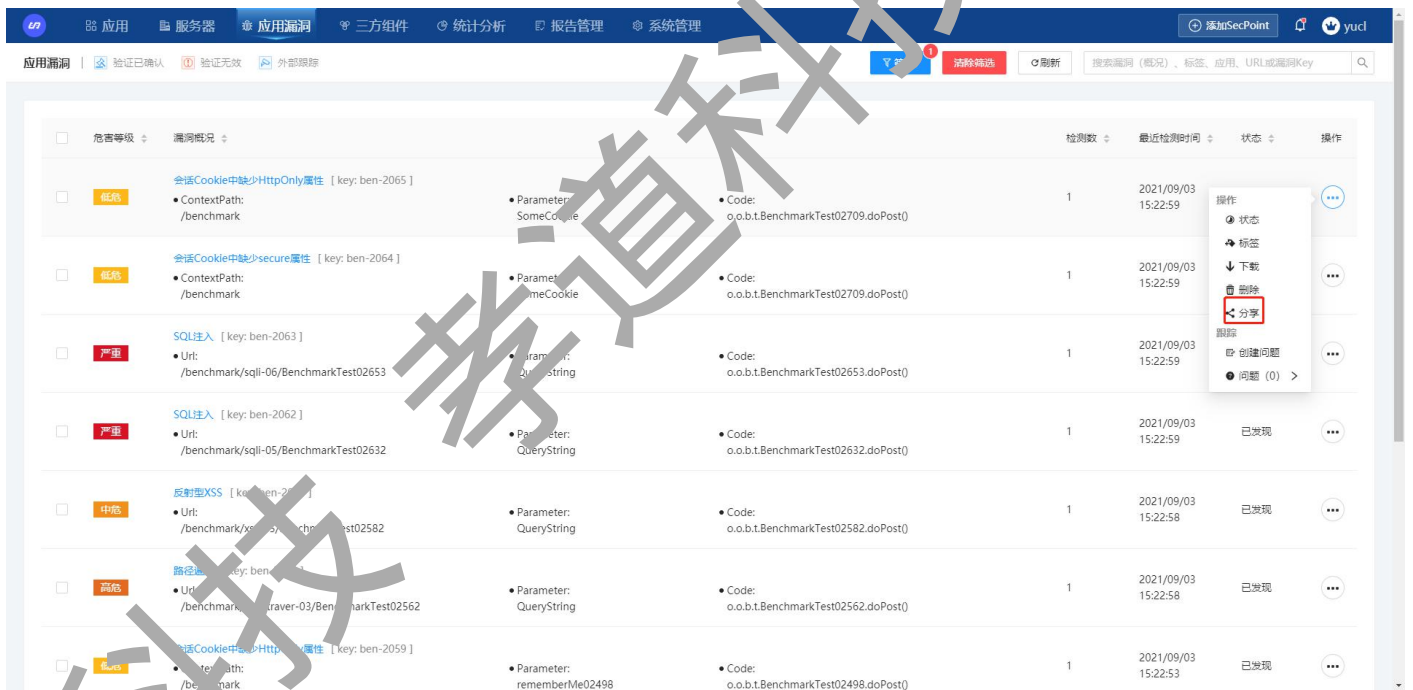 应用
服务器
应用漏洞
三方组件
统计分析
报告管理
系统管理
添加SecPoint
yucl
应用漏洞
验证已确认
验证无效
外部跟踪
1
清除筛选
刷新
搜索漏洞（概况）、标签、应用、URL或漏洞Key
危害等级
漏洞概况
检测数
最近检测时间
状态
操作
低危
会话Cookie中缺少HttpOnly属性 [ key: ben-2065 ]
ContextPath:
/benchmark
Parameter:
Code:
o.o.b.t.BenchmarkTest02709.doPost()
1
2021/09/03
15:22:59
操作
状态
标签
下载
删除
分享
跟踪
创建问题
问题（0）
低危
会话Cookie中缺少secure属性 [ key: ben-2064 ]
ContextPath:
/benchmark
Code:
o.o.b.t.BenchmarkTest02709.doPost()
1
2021/09/03
15:22:59
严重
SQL注入 [ key: ben-2063 ]
Url:
/benchmark/sqli-06/BenchmarkTest02653
Code:
o.o.b.t.BenchmarkTest02653.doPost()
1
2021/09/03
15:22:59
严重
SQL注入 [ key: ben-2062 ]
Url:
/benchmark/sqli-05/BenchmarkTest02632
QueryString
Code:
o.o.b.t.BenchmarkTest02632.doPost()
1
2021/09/03
15:22:59
已发现
中危
反射型XSS
Url:
Parameter:
QueryString
Code:
o.o.b.t.BenchmarkTest02582.doPost()
1
2021/09/03
15:22:58
已发现
高危
Parameter:
QueryString
Code:
o.o.b.t.BenchmarkTest02562.doPost()
1
2021/09/03
15:22:58
已发现
[ key: ben-2059 ]
Parameter:
rememberMe02498
Code:
o.o.b.t.BenchmarkTest02498.doPost()
1
2021/09/03
15:22:53
已发现
孝道科技
科技